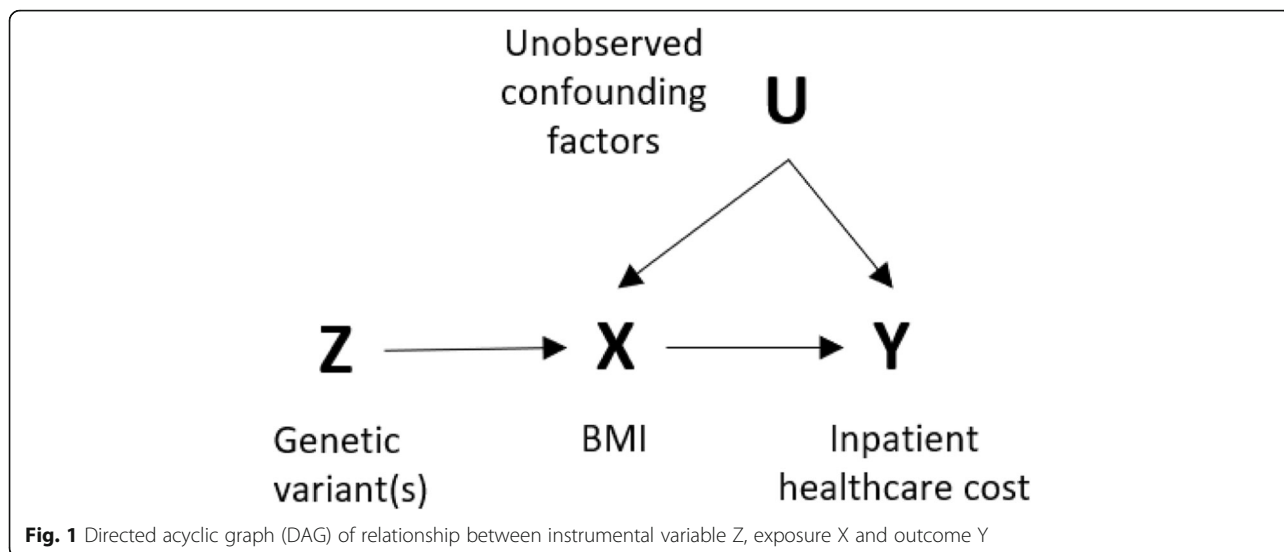 Unobserved
confounding
factors
U
Z
X
Y
Genetic
variant(s)
BMI
Inpatient
healthcare cost
Fig. 1 Directed acyclic graph (DAG) of relationship between instrumental variable Z, exposure X and outcome Y